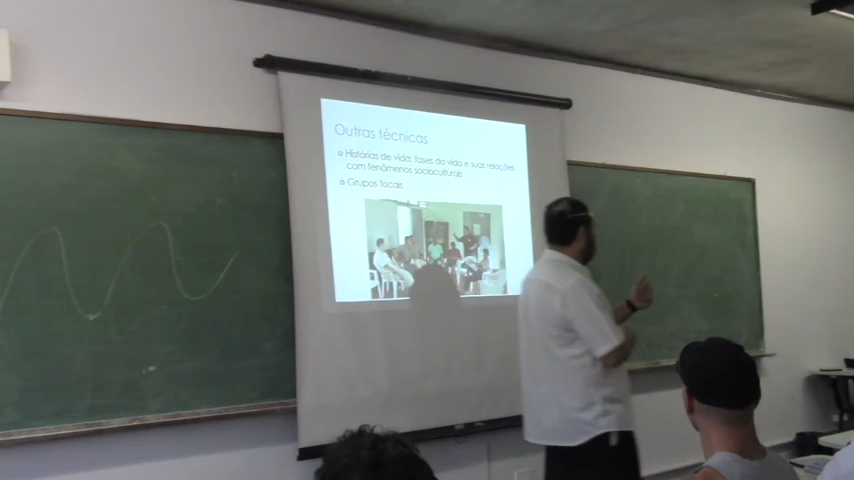 Outras técnicas
Histórias de vida: fases da vida e suas relações
com fenômenos socioculturais
Grupos focais